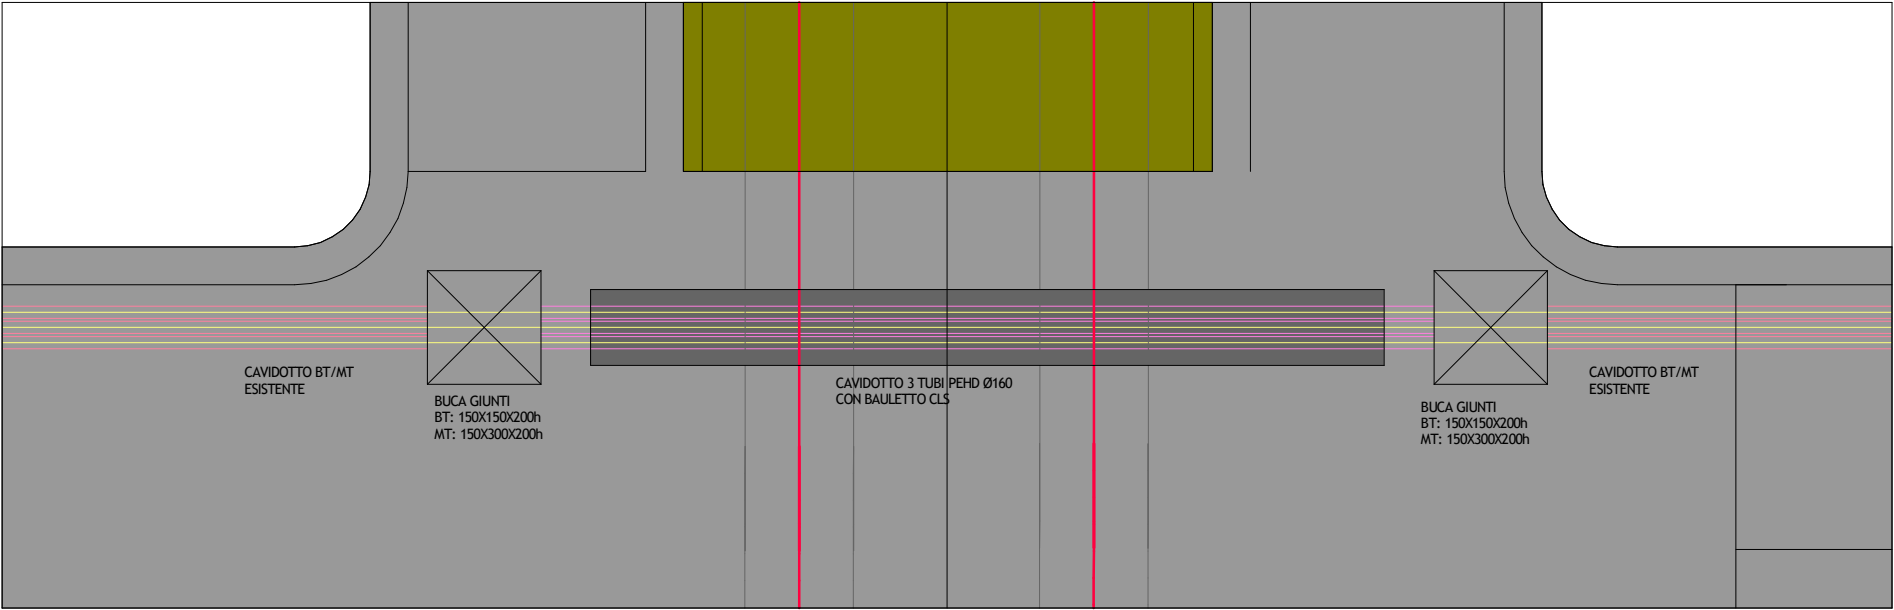 CAVIDOTTO BT/MT
ESISTENTE
BUCA GIUNTI
BT: 150X150X200h
MT: 150X300X200h
CAVIDOTTO 3 TUBI PEHD Ø160
CON BAULETTO CLS
BUCA GIUNTI
BT: 150X150X200h
MT: 150X300X200h
CAVIDOTTO BT/MT
ESISTENTE